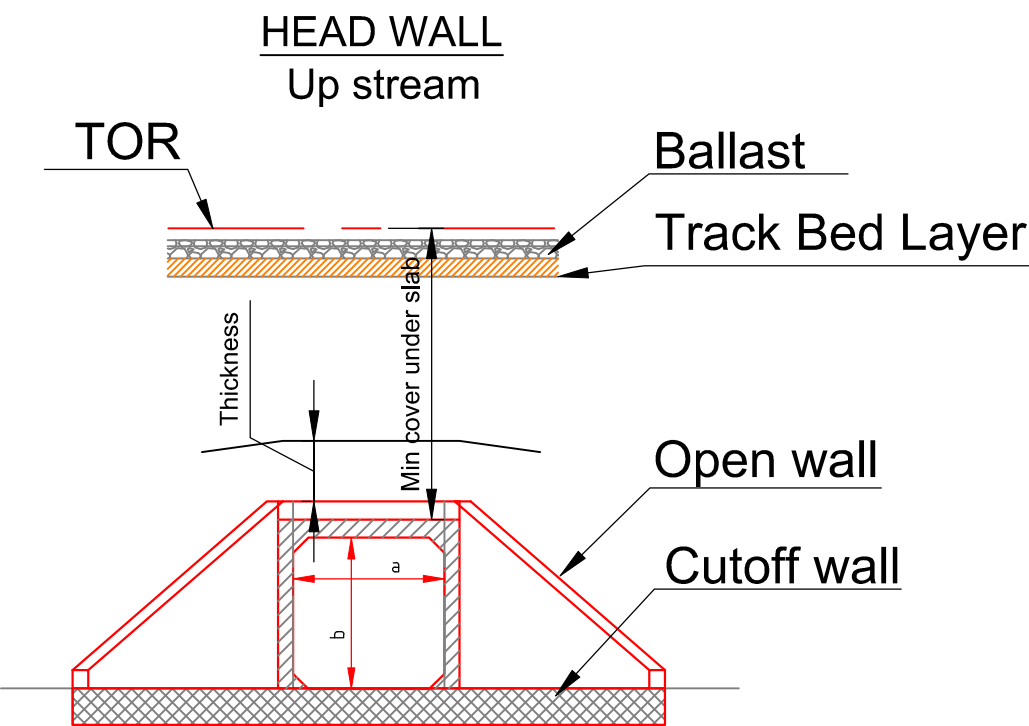 HEAD WALL
Up stream
TOR
Ballast
Track Bed Layer
Min cover under slab
Thickness
Open wall
Cutoff wall
a
b